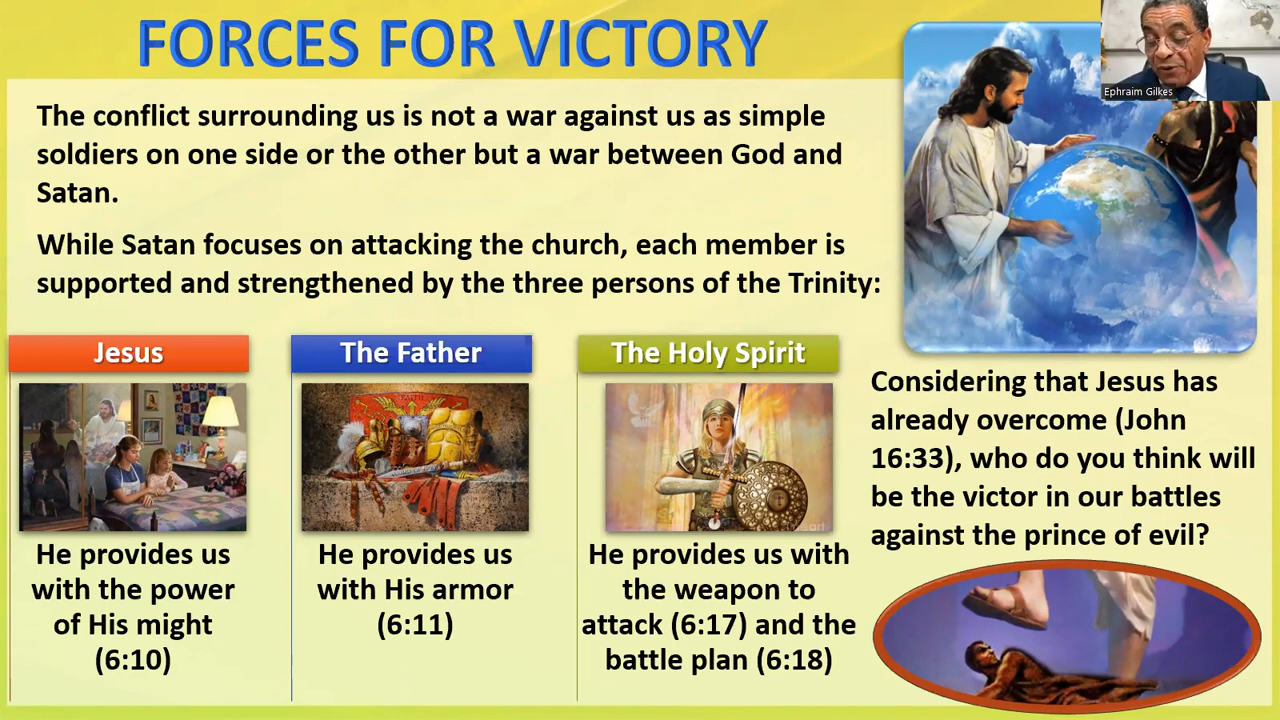 FORCES FOR VICTORY
Ephraim Gilkes
The conflict surrounding us is not a war against us as simple
soldiers on one side or the other but a war between God and
Satan.
While Satan focuses on attacking the church, each member is
supported and strengthened by the three persons of the Trinity:
Jesus
He provides us
with the power
of His might
(6:10)
The Father
He provides us
with His armor
(6:11)
The Holy Spirit
He provides us with
the weapon to
attack (6:17) and the
battle plan (6:18)
Considering that Jesus has
already overcome (John
16:33), who do you think will
be the victor in our battles
against the prince of evil?